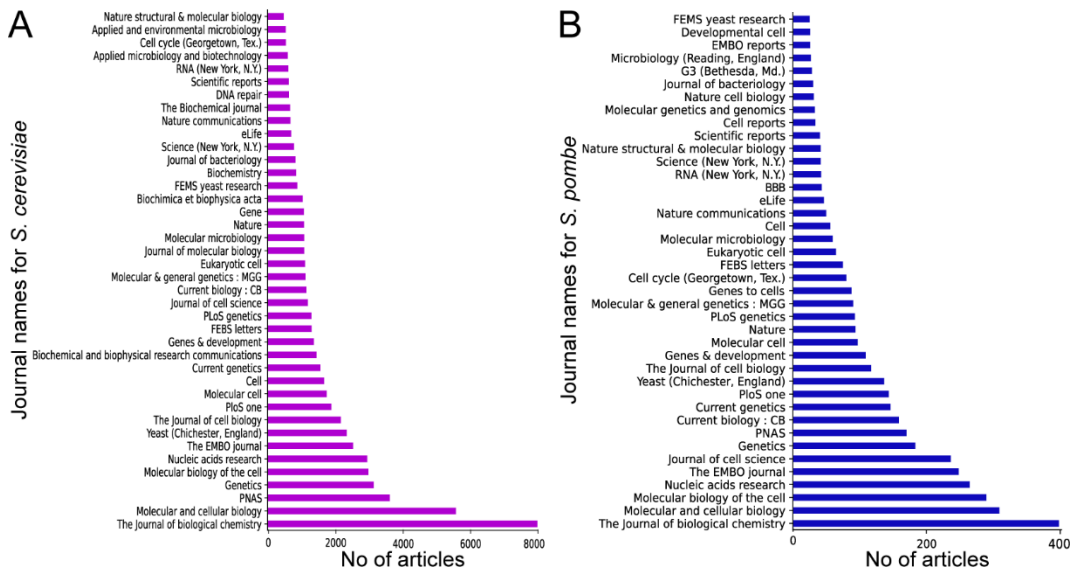 A
Journal names for S. cerevisiae
Nature structural & molecular biology
Applied and environmental microbiology
Cell cycle (Georgetown, Tex.)
Applied microbiology and biotechnology
RNA (New York, N.Y.)
Scientific reports
DNA repair
The Biochemical journal
Nature communications
eLife
Science (New York, N.Y.)
Journal of bacteriology
Biochemistry
FEMS yeast research
Biochimica et biophysica acta
Gene
Nature
Molecular microbiology
Journal of molecular biology
Eukaryotic cell
Molecular & general genetics : MGG
Current biology : CB
Journal of cell science
PLoS genetics
FEBS letters
Genes & development
Biochemical and biophysical research communications
Current genetics
Cell
Molecular cell
PloS one
The Journal of cell biology
Yeast (Chichester, England)
The EMBO journal
Nucleic acids research
Molecular biology of the cell
Genetics
PNAS
Molecular and cellular biology
The Journal of biological chemistry
0 2000 4000 6000 8000
No of articles
B
Journal names for S. pombe
FEMS yeast research
Developmental cell
EMBO reports
Microbiology (Reading, England)
G3 (Bethesda, Md.)
Journal of bacteriology
Nature cell biology
Molecular genetics and genomics
Cell reports
Scientific reports
Nature structural & molecular biology
Science (New York, N.Y.)
RNA (New York, N.Y.)
BBB
eLife
Nature communications
Cell
Molecular microbiology
Eukaryotic cell
FEBS letters
Cell cycle (Georgetown, Tex.)
Genes to cells
Molecular & general genetics : MGG
PLoS genetics
Nature
Molecular cell
Genes & development
The Journal of cell biology
Yeast (Chichester, England)
PloS one
Current genetics
Current biology : CB
PNAS
Genetics
Journal of cell science
The EMBO journal
Nucleic acids research
Molecular biology of the cell
Molecular and cellular biology
The Journal of biological chemistry
0 200 400
No of articles